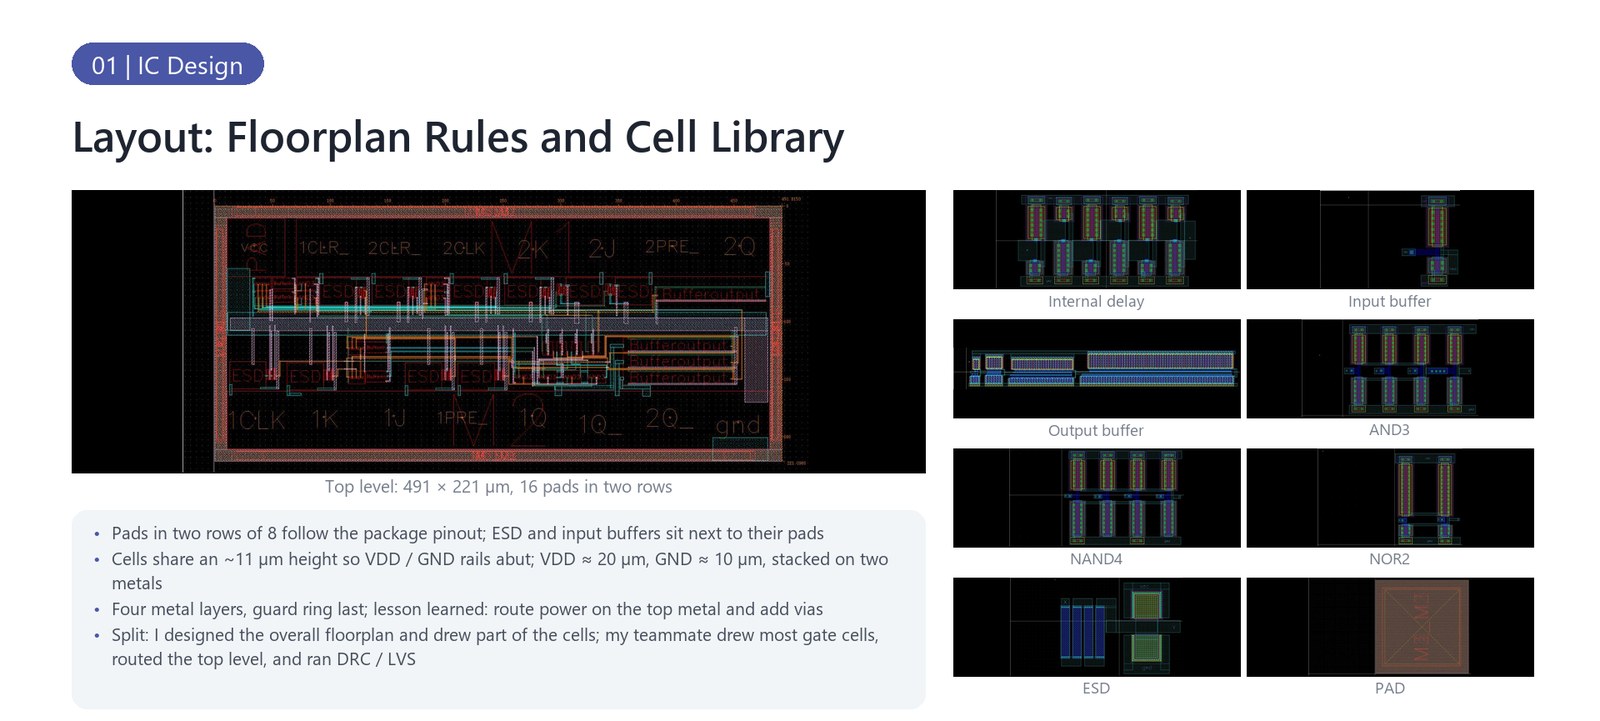 01 | IC Design
Layout: Floorplan Rules and Cell Library
vcc 1CLR_ 2CLR_ 2CLK 2K 2J 2PRE_ 2Q
M1
ESD ESD
Bufferoutput
Bufferoutput
1CLK 1K 1J 1PRE_ 1Q 1Q_ 2Q_ gnd
M2
Top level: 491 × 221 µm, 16 pads in two rows
• Pads in two rows of 8 follow the package pinout; ESD and input buffers sit next to their pads
• Cells share an ~11 µm height so VDD / GND rails abut; VDD ≈ 20 µm, GND ≈ 10 µm, stacked on two
metals
• Four metal layers, guard ring last; lesson learned: route power on the top metal and add vias
• Split: I designed the overall floorplan and drew part of the cells; my teammate drew most gate cells,
routed the top level, and ran DRC / LVS
Internal delay
Input buffer
Output buffer
AND3
NAND4
NOR2
ESD
PAD